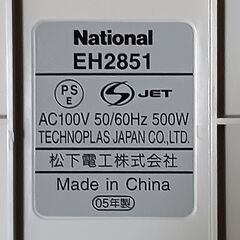 National
EH2851
PS
E
JET
AC100V 50/60Hz 500W
TECHNOPLAS JAPAN CO.,LTD.
松下電工株式会社
Made in China
05年製